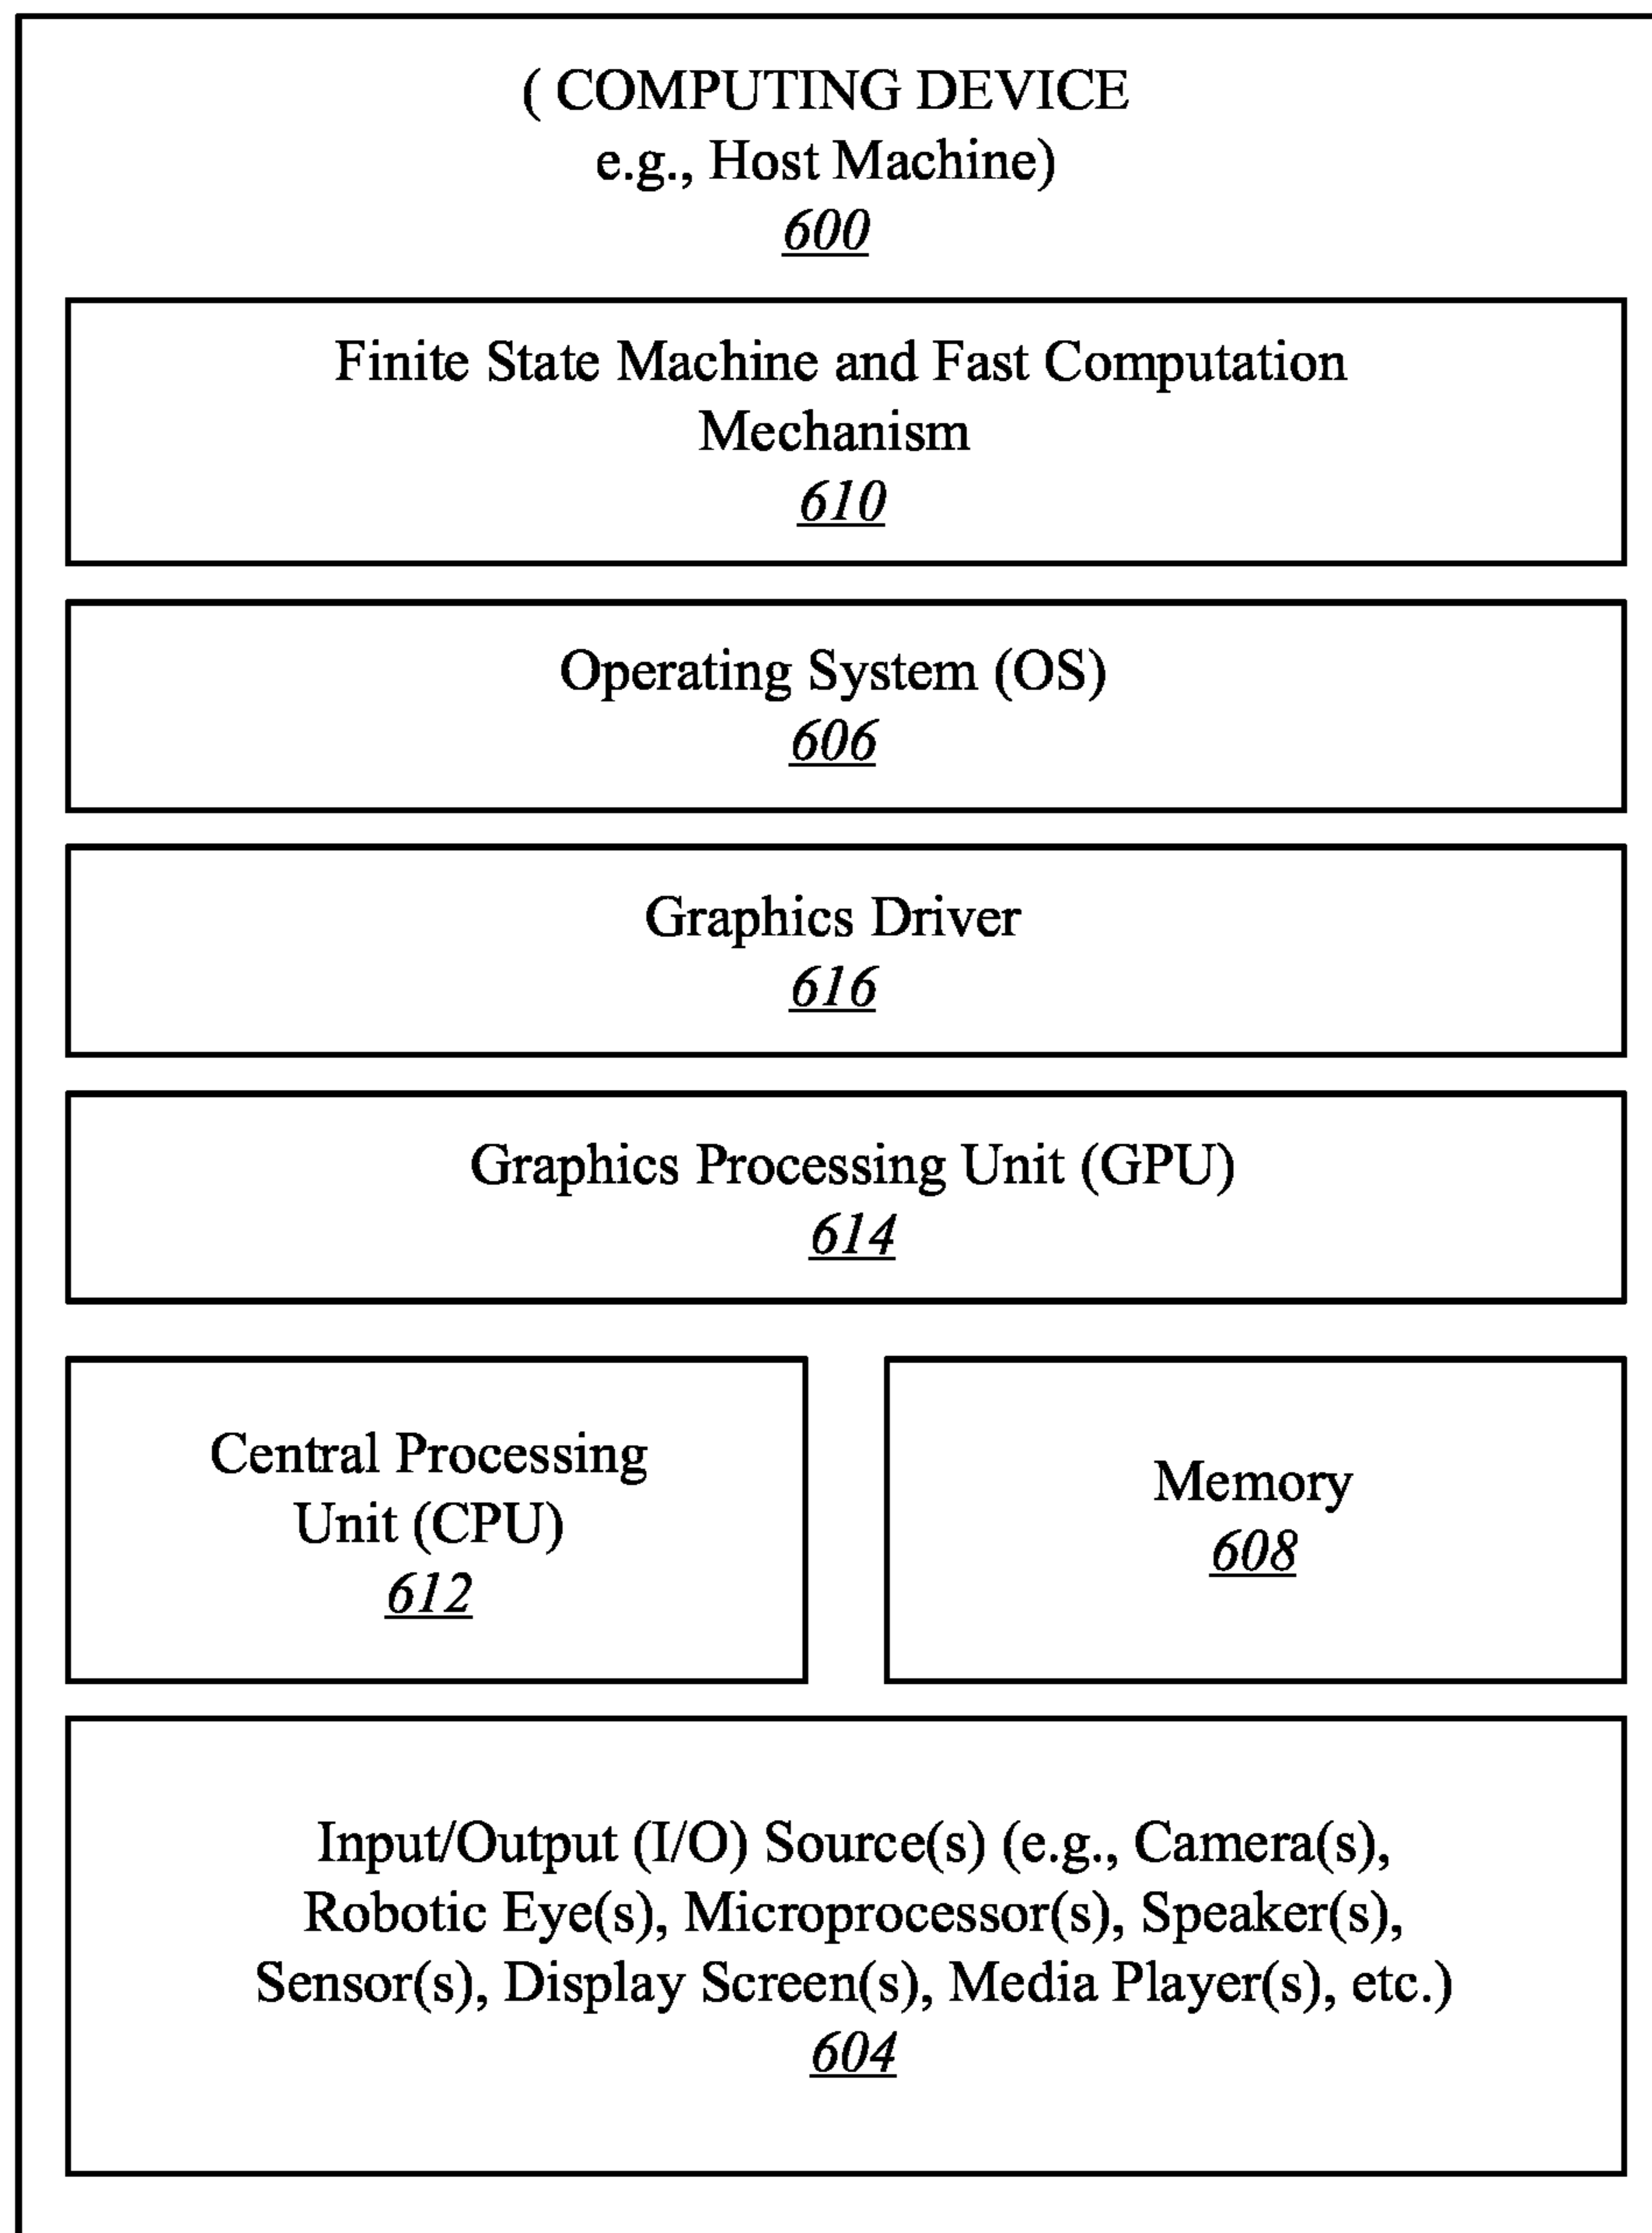 ( COMPUTING DEVICE
e.g., Host Machine)
600
Finite State Machine and Fast Computation
Mechanism
610
Operating System (OS)
606
Graphics Driver
616
Graphics Processing Unit (GPU)
614
Central Processing
Unit (CPU)
612
Memory
608
Input/Output (I/O) Source(s) (e.g., Camera(s),
Robotic Eye(s), Microprocessor(s), Speaker(s),
Sensor(s), Display Screen(s), Media Player(s), etc.)
604